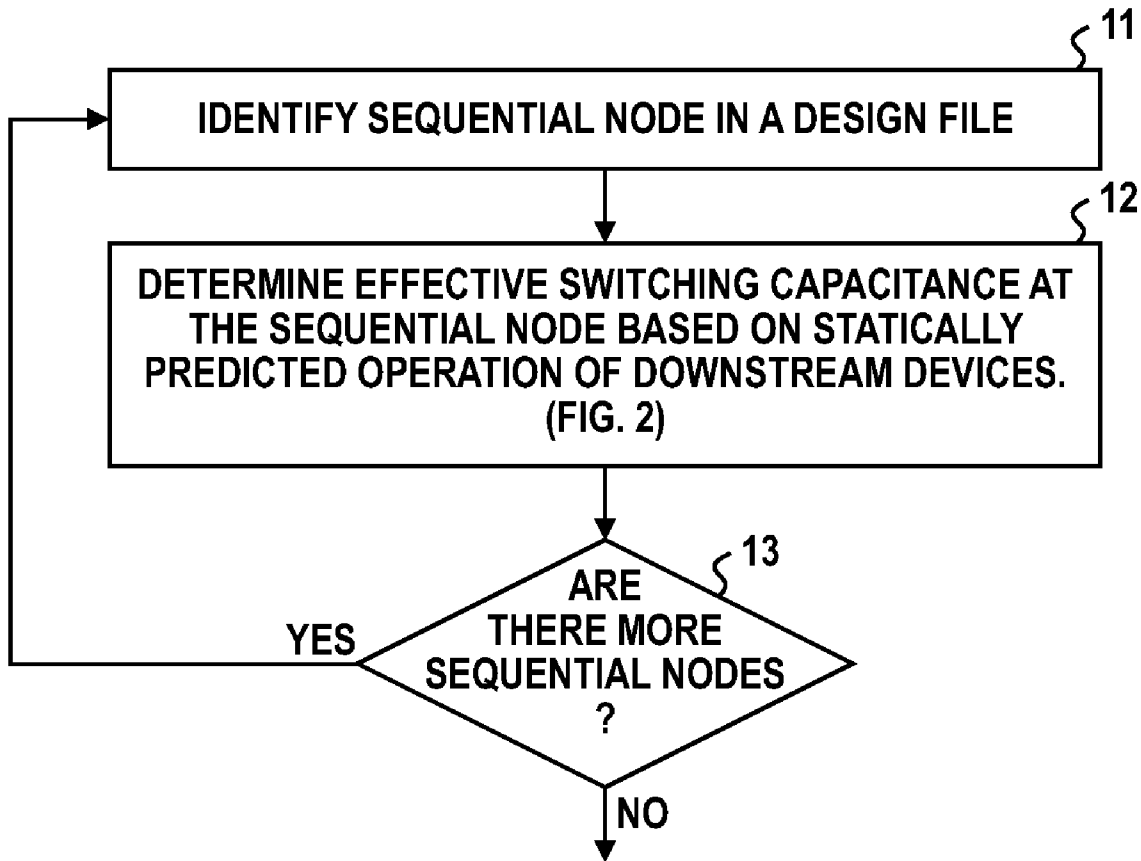 11
IDENTIFY SEQUENTIAL NODE IN A DESIGN FILE
12
DETERMINE EFFECTIVE SWITCHING CAPACITANCE AT
THE SEQUENTIAL NODE BASED ON STATICALLY
PREDICTED OPERATION OF DOWNSTREAM DEVICES.
(FIG. 2)
13
ARE
THERE MORE
SEQUENTIAL NODES
?
YES
NO